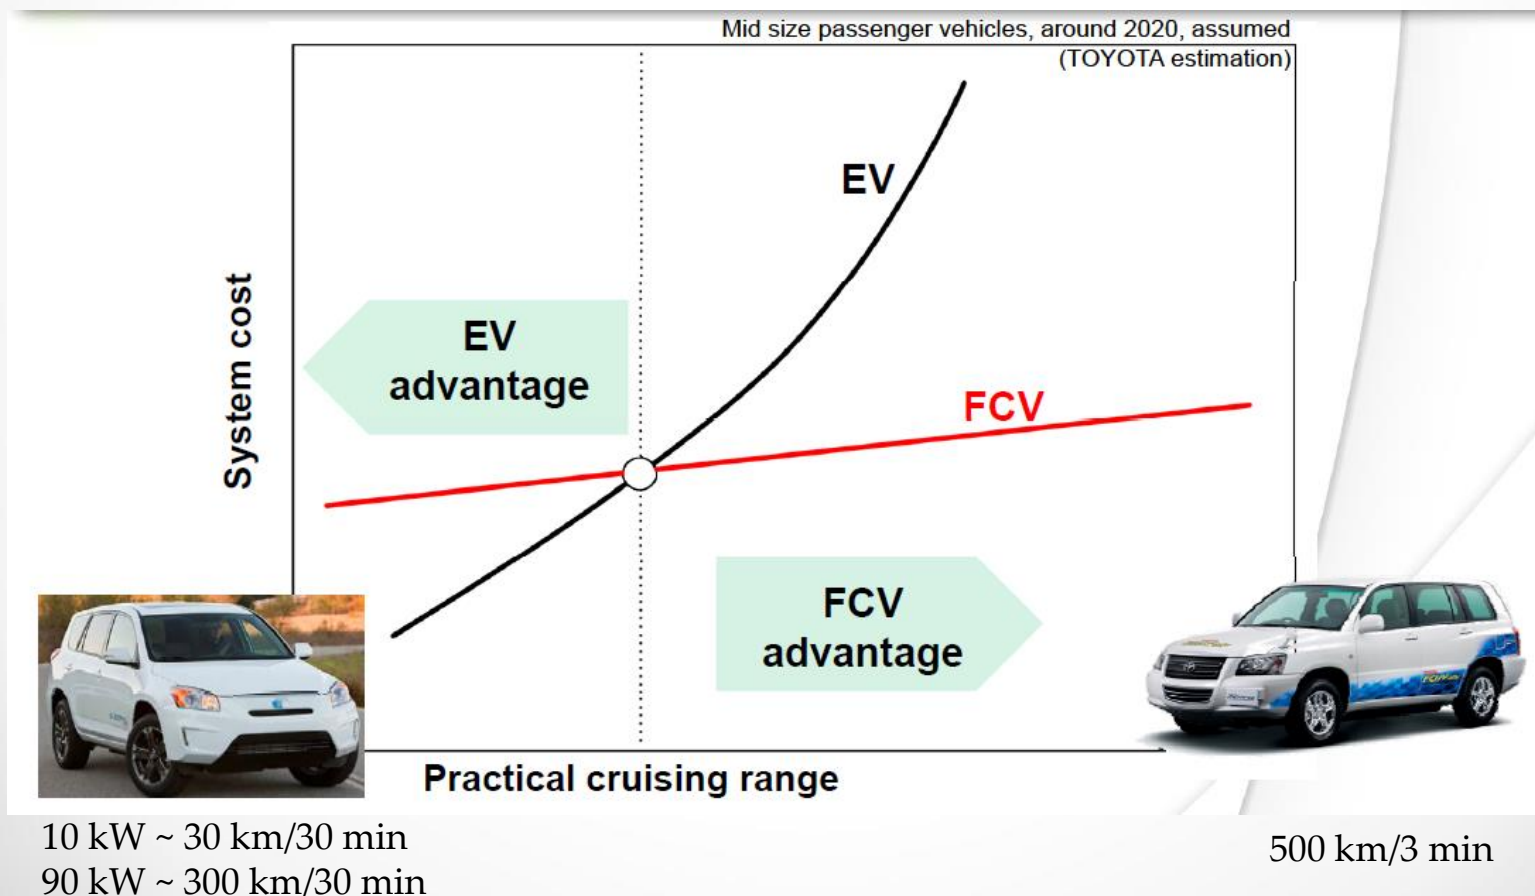 Mid size passenger vehicles, around 2020, assumed
(TOYOTA estimation)
EV
System cost
EV
advantage
FCV
FCV
advantage
Practical cruising range
10 kW ~ 30 km/30 min
90 kW ~ 300 km/30 min
500 km/3 min